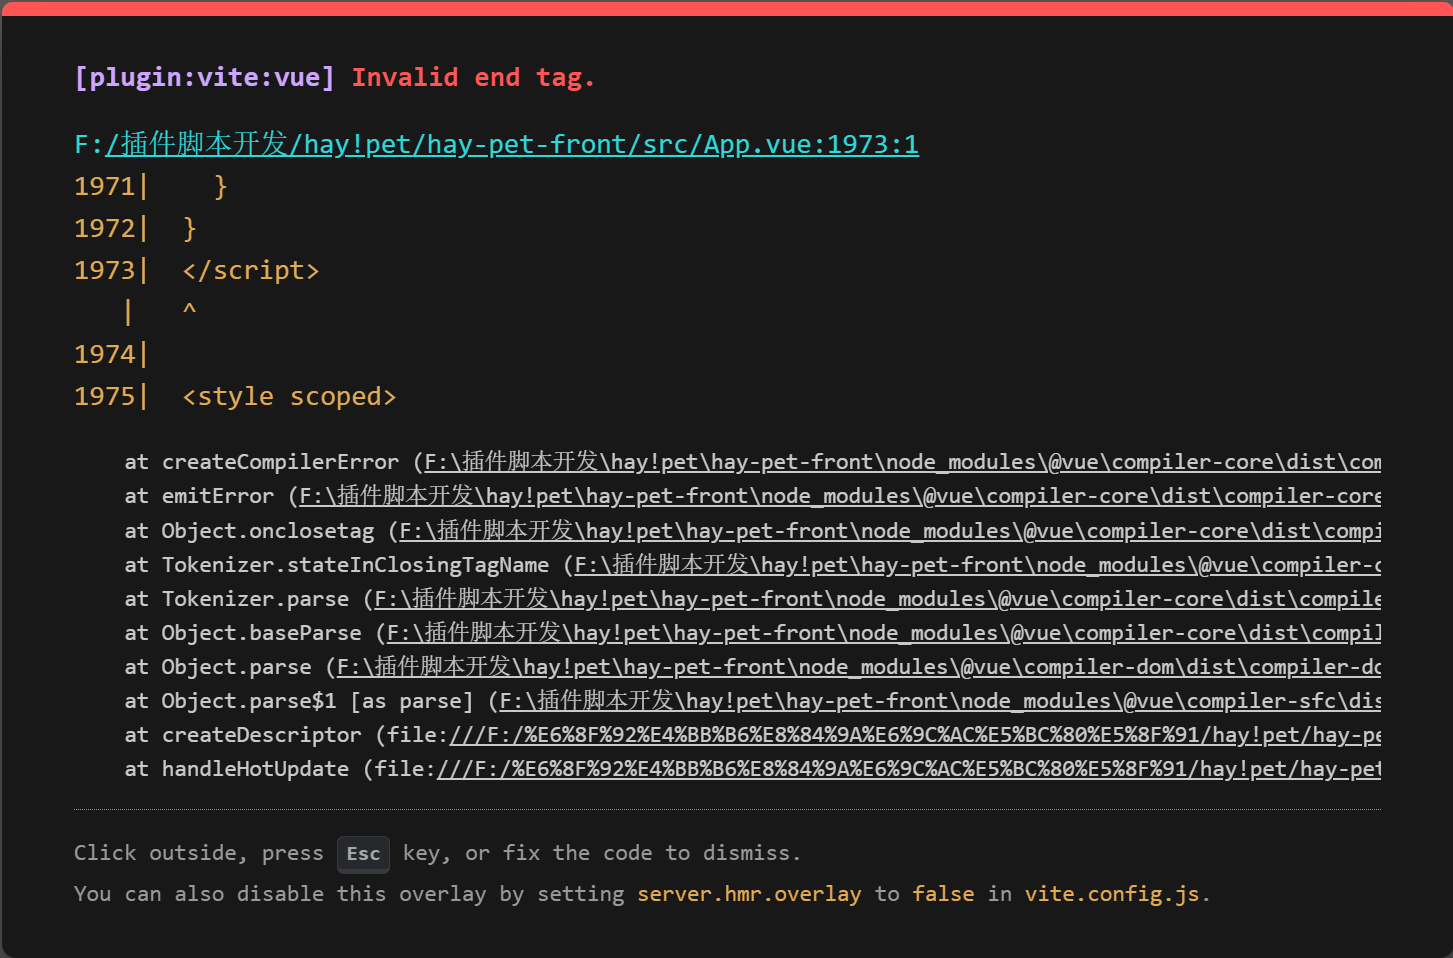 [plugin:vite:vue] Invalid end tag.
F:/插件脚本开发/hay!pet/hay-pet-front/src/App.vue:1973:1
1971|    }
1972|  }
1973|  </script>
   |   ^
1974|
1975|  <style scoped>
    at createCompilerError (F:\插件脚本开发\hay!pet\hay-pet-front\node_modules\@vue\compiler-core\dist\com
    at emitError (F:\插件脚本开发\hay!pet\hay-pet-front\node_modules\@vue\compiler-core\dist\compiler-core
    at Object.onclosetag (F:\插件脚本开发\hay!pet\hay-pet-front\node_modules\@vue\compiler-core\dist\compi
    at Tokenizer.stateInClosingTagName (F:\插件脚本开发\hay!pet\hay-pet-front\node_modules\@vue\compiler-c
    at Tokenizer.parse (F:\插件脚本开发\hay!pet\hay-pet-front\node_modules\@vue\compiler-core\dist\compile
    at Object.baseParse (F:\插件脚本开发\hay!pet\hay-pet-front\node_modules\@vue\compiler-core\dist\compil
    at Object.parse (F:\插件脚本开发\hay!pet\hay-pet-front\node_modules\@vue\compiler-dom\dist\compiler-do
    at Object.parse$1 [as parse] (F:\插件脚本开发\hay!pet\hay-pet-front\node_modules\@vue\compiler-sfc\dis
    at createDescriptor (file:///F:/%E6%8F%92%E4%BB%B6%E8%84%9A%E6%9C%AC%E5%BC%80%E5%8F%91/hay!pet/hay-pe
    at handleHotUpdate (file:///F:/%E6%8F%92%E4%BB%B6%E8%84%9A%E6%9C%AC%E5%BC%80%E5%8F%91/hay!pet/hay-pet
Click outside, press Esc key, or fix the code to dismiss.
You can also disable this overlay by setting server.hmr.overlay to false in vite.config.js.